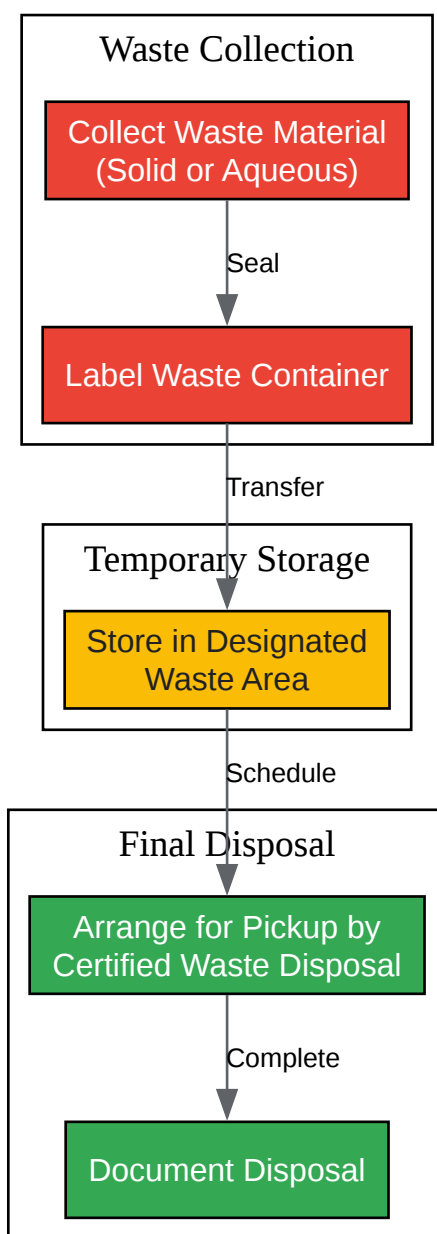 Waste Collection
Collect Waste Material
(Solid or Aqueous)
Seal
Label Waste Container
Transfer
Temporary Storage
Store in Designated
Waste Area
Schedule
Final Disposal
Arrange for Pickup by
Certified Waste Disposal
Complete
Document Disposal